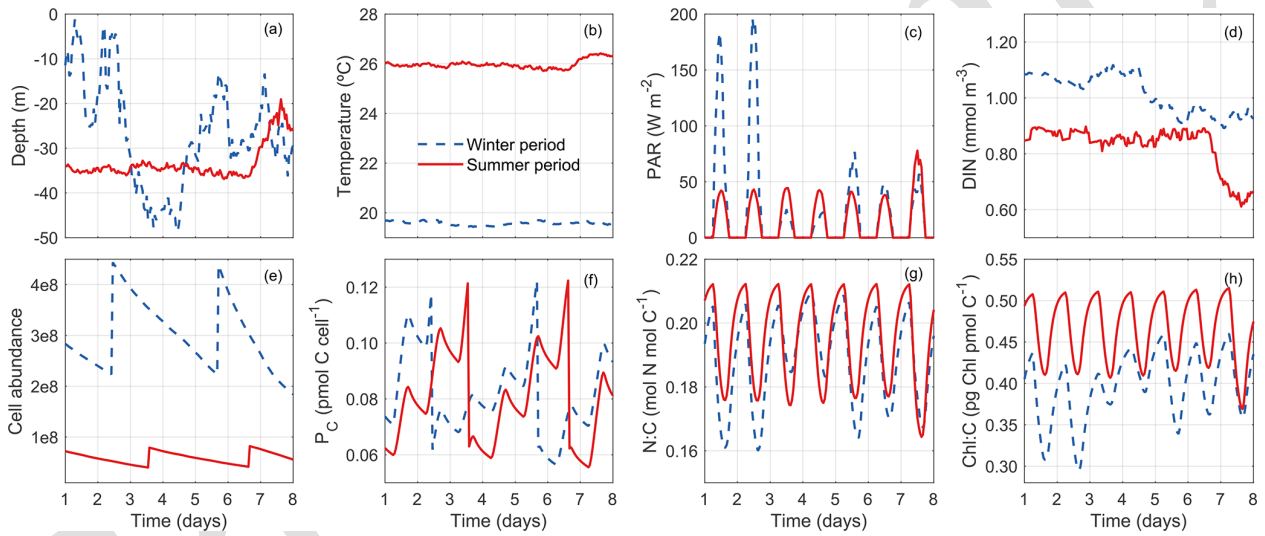 0
-10
-20
-30
-40
-50
Depth (m)
(a)
28
26
24
22
20
Temperature (ºC)
(b)
Winter period
Summer period
200
150
100
50
0
PAR (W m-2)
(c)
1.20
1.00
0.80
0.60
DIN (mmol m-3)
(d)
4e8
3e8
2e8
1e8
Cell abundance
(e)
1 2 3 4 5 6 7 8
Time (days)
0.12
0.10
0.08
0.06
PC (pmol C cell-1)
(f)
1 2 3 4 5 6 7 8
Time (days)
0.22
0.20
0.18
0.16
N:C (mol N mol C-1)
(g)
1 2 3 4 5 6 7 8
Time (days)
0.55
0.50
0.45
0.40
0.35
0.30
Chl:C (pg Chl pmol C-1)
(h)
1 2 3 4 5 6 7 8
Time (days)